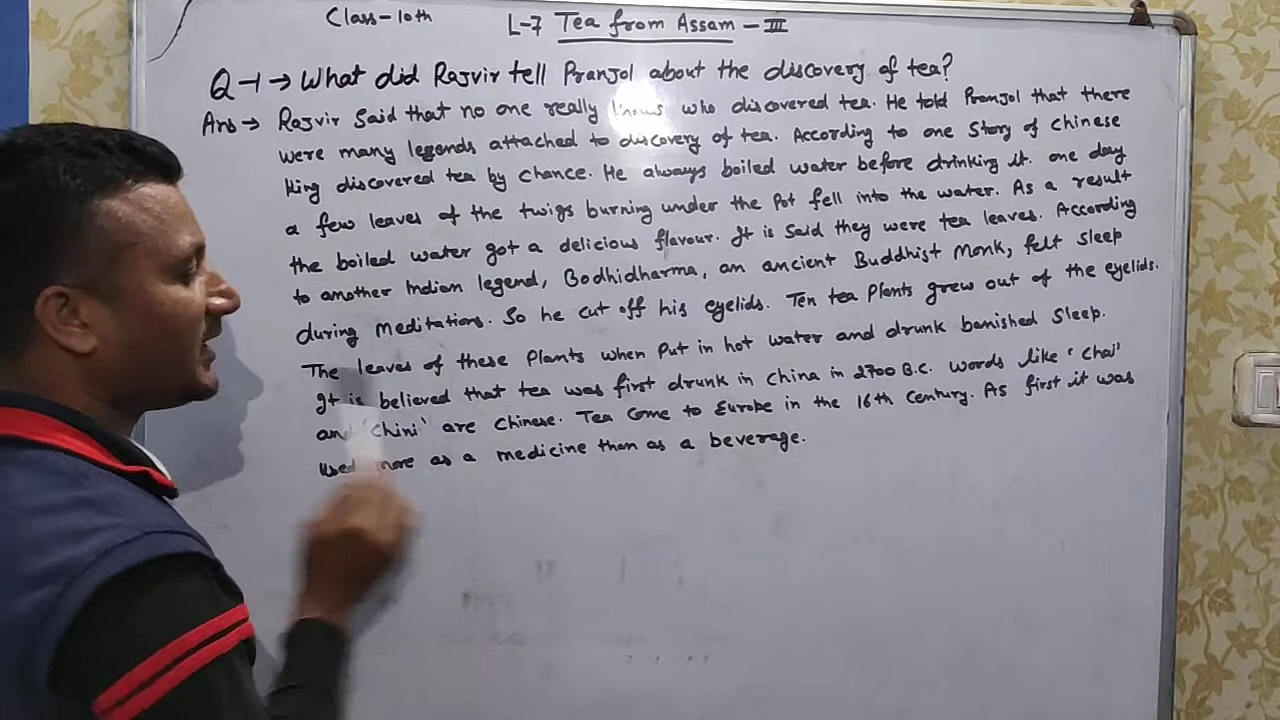 Class-10th
L-7 Tea from Assam - III
Q-1 → What did Rajvir tell Pranjol about the discovery of tea?
Ans → Rajvir Said that no one really knows who discovered tea. He told Pranjol that there
were many legends attached to discovery of tea. According to one Story of Chinese
King discovered tea by chance. He always boiled water before drinking it. one day
a few leaves of the twigs burning under the Pot fell into the water. As a result
the boiled water got a delicious flavour. It is Said they were tea leaves. According
to another Indian legend, Bodhidharma, an ancient Buddhist Monk, felt Sleep
during Meditations. So he cut off his eyelids. Ten tea Plants grew out of the eyelids.
The leaves of these Plants when Put in hot water and drunk banished Sleep.
It is believed that tea was first drunk in China in 2700 B.C. Words like 'Chai'
and 'Chini' are Chinese. Tea Come to Europe in the 16th Century. As first it was
Used more as a medicine than as a beverage.